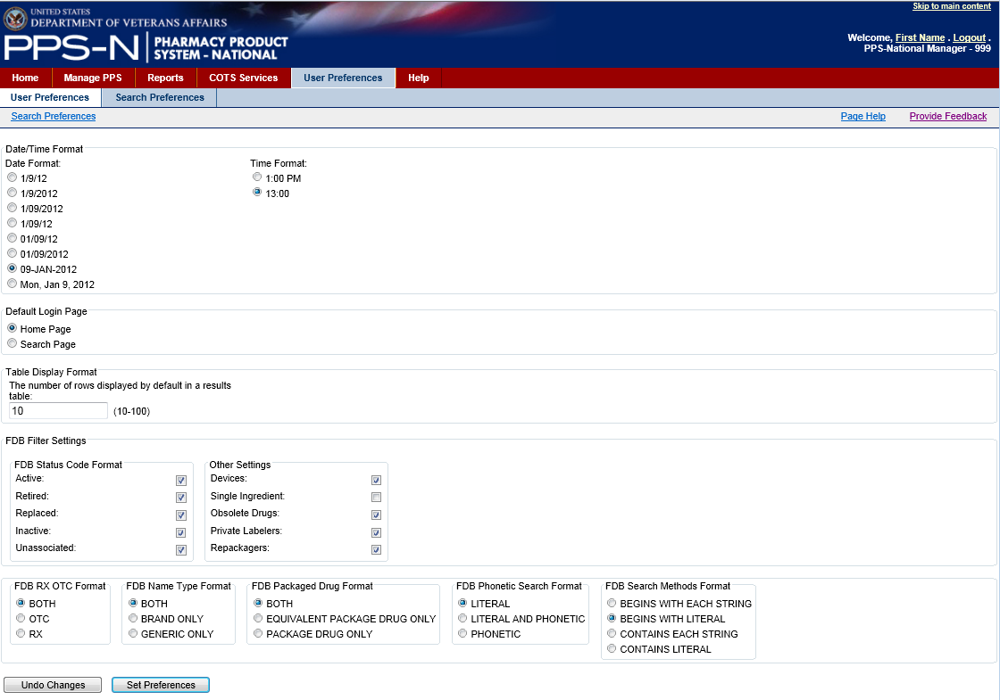 Skip to main content
UNITED STATES
DEPARTMENT OF VETERANS AFFAIRS
PPS-N PHARMACY PRODUCT
SYSTEM - NATIONAL
Welcome, First Name . Logout .
PPS-National Manager - 999
Home Manage PPS Reports COTS Services User Preferences Help
User Preferences Search Preferences
Search Preferences Page Help Provide Feedback
Date/Time Format
Date Format: Time Format:
1/9/12 1:00 PM
1/9/2012 13:00
1/09/2012
1/09/12
01/09/12
01/09/2012
09-JAN-2012
Mon, Jan 9, 2012
Default Login Page
Home Page
Search Page
Table Display Format
The number of rows displayed by default in a results
table:
10 (10-100)
FDB Filter Settings
FDB Status Code Format Other Settings
Active: Devices:
Retired: Single Ingredient:
Replaced: Obsolete Drugs:
Inactive: Private Labelers:
Unassociated: Repackagers:
FDB RX OTC Format FDB Name Type Format FDB Packaged Drug Format FDB Phonetic Search Format FDB Search Methods Format
BOTH BOTH BOTH LITERAL BEGINS WITH EACH STRING
OTC BRAND ONLY EQUIVALENT PACKAGE DRUG ONLY LITERAL AND PHONETIC BEGINS WITH LITERAL
RX GENERIC ONLY PACKAGE DRUG ONLY PHONETIC CONTAINS EACH STRING
CONTAINS LITERAL
Undo Changes Set Preferences